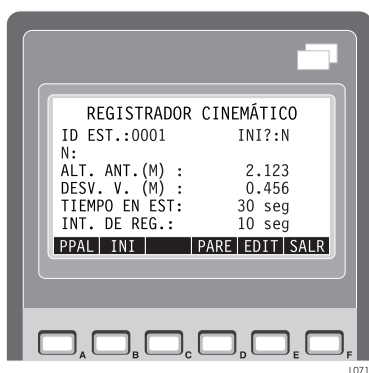 REGISTRADOR CINEMÁTICO
ID EST.:0001 INI?:N
N:
ALT. ANT.(M) : 2.123
DESV. V. (M) : 0.456
TIEMPO EN EST: 30 seg
INT. DE REG.: 10 seg
PPAL INI PARE EDIT SALR
A B C D E F
L071